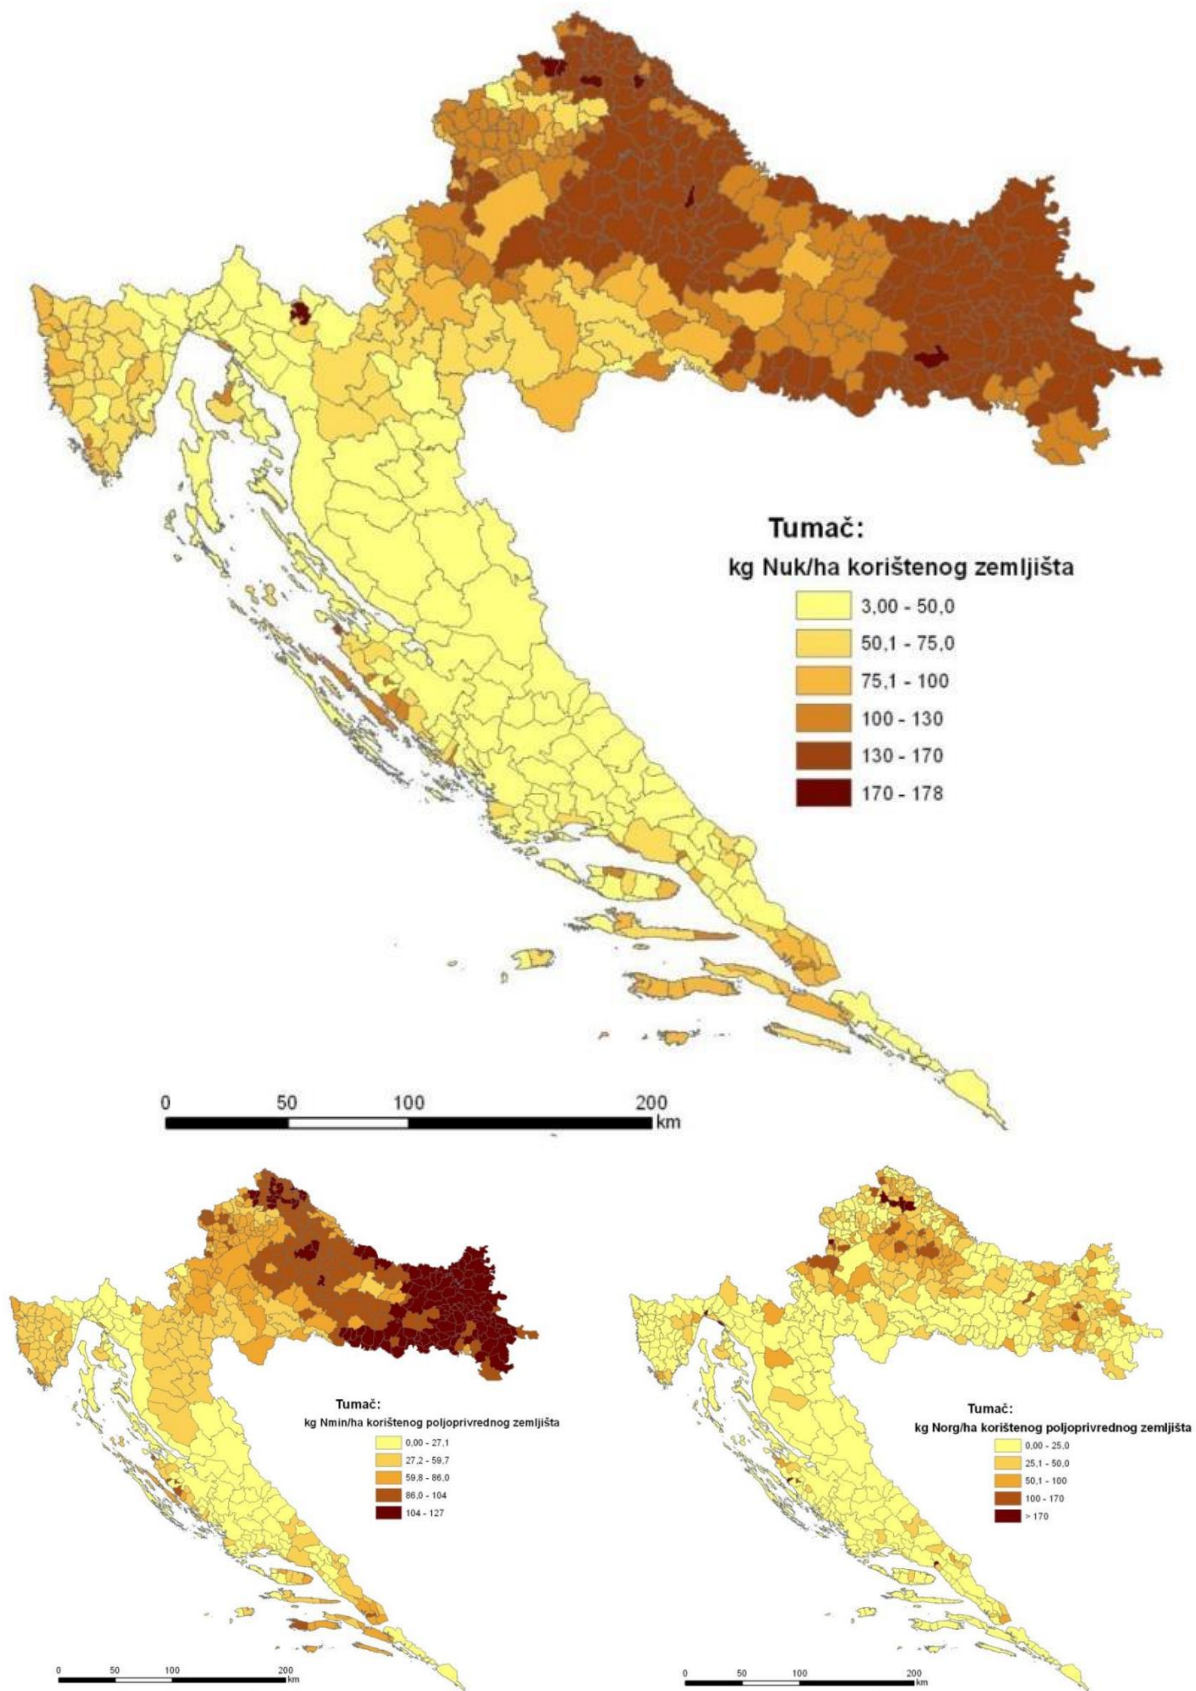 Tumač:
kg Nuk/ha korištenog zemljišta
3,00 - 50,0
50,1 - 75,0
75,1 - 100
100 - 130
130 - 170
170 - 178
0 50 100 200
km
Tumač:
kg Nmin/ha korištenog poljoprivrednog zemljišta
0,00 - 27,1
27,2 - 59,7
59,8 - 86,0
86,0 - 104
104 - 127
0 50 100 200
km
Tumač:
kg Norg/ha korištenog poljoprivrednog zemljišta
0,00 - 25,0
25,1 - 50,0
50,1 - 100
100 - 170
> 170
0 50 100 200
km